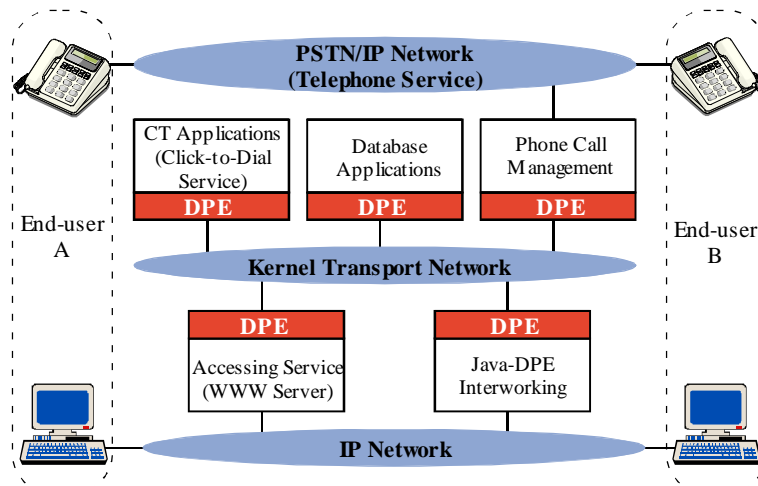 PSTN/IP Network
(Telephone Service)
CT Applications
(Click-to-Dial
Service)
DPE
Database
Applications
DPE
Phone Call
Management
DPE
End-user
A
End-user
B
Kernel Transport Network
DPE
Accessing Service
(WWW Server)
DPE
Java-DPE
Interworking
IP Network